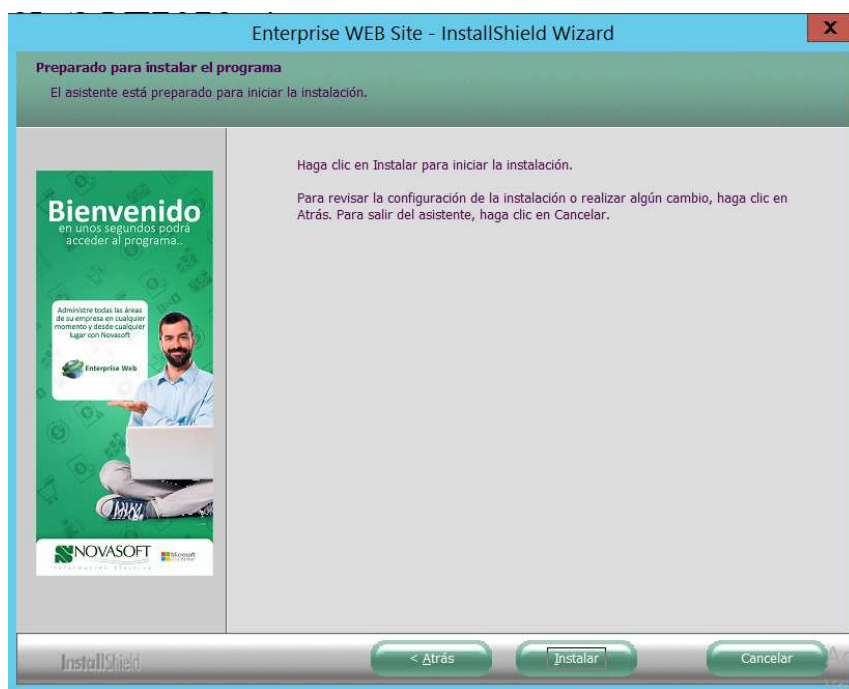 Enterprise WEB Site - InstallShield Wizard
X
Preparado para instalar el programa
El asistente está preparado para iniciar la instalación.
Haga clic en Instalar para iniciar la instalación.
Para revisar la configuración de la instalación o realizar algún cambio, haga clic en
Atrás. Para salir del asistente, haga clic en Cancelar.
Bienvenido
en unos segundos podrá
acceder al programa..
Administre todas las áreas
de su empresa en cualquier
momento y desde cualquier
lugar con Novasoft
Enterprise Web
NOVASOFT
Microsoft
InstallShield
< Atrás
Instalar
Cancelar